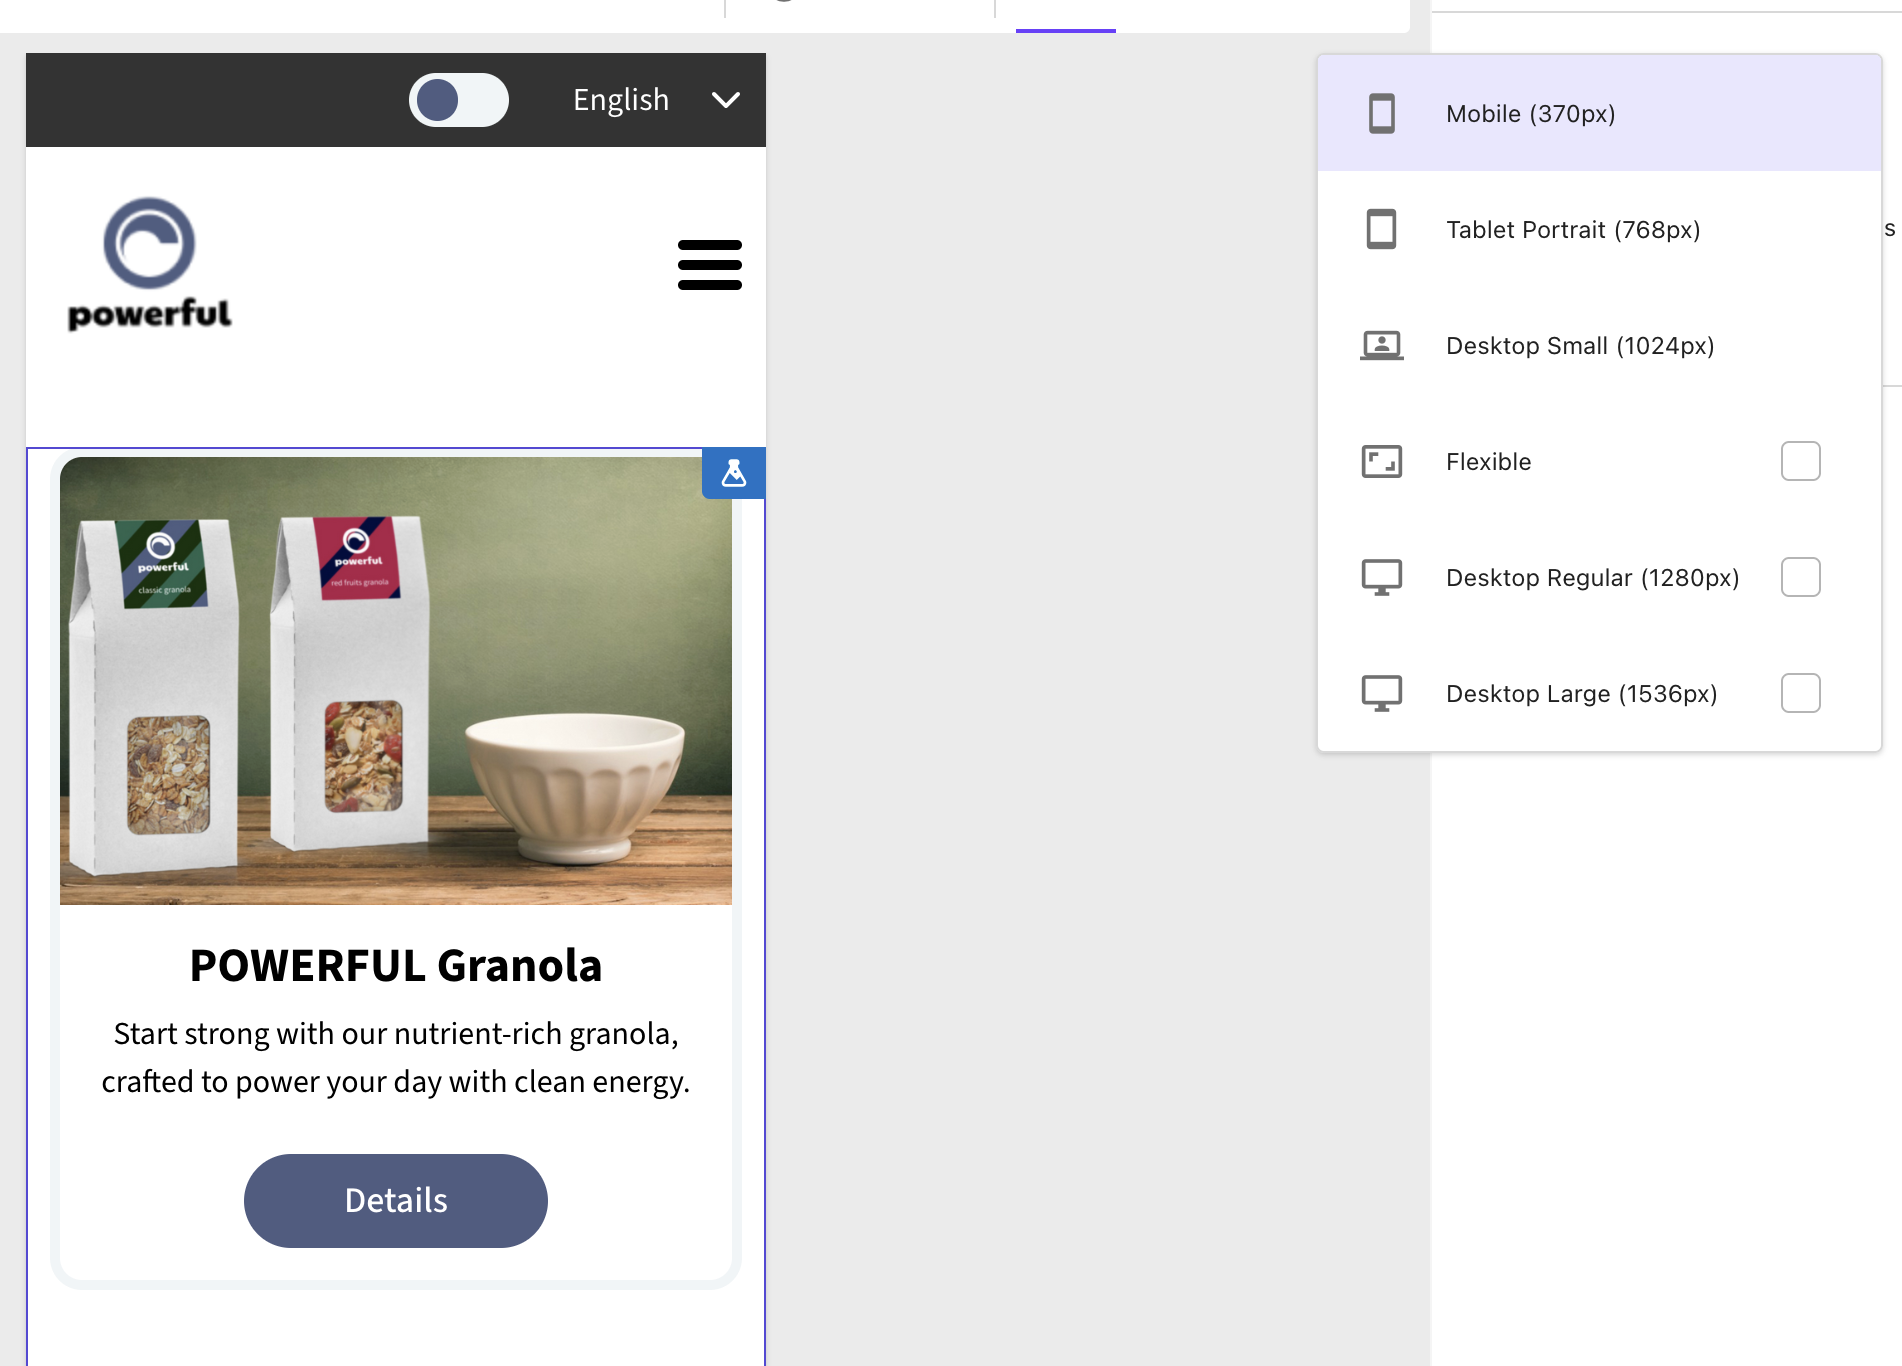 English
powerful
powerful
classic granola
powerful
red fruits granola
POWERFUL Granola
Start strong with our nutrient-rich granola,
crafted to power your day with clean energy.
Details
Mobile (370px)
Tablet Portrait (768px)
Desktop Small (1024px)
Flexible
Desktop Regular (1280px)
Desktop Large (1536px)
s